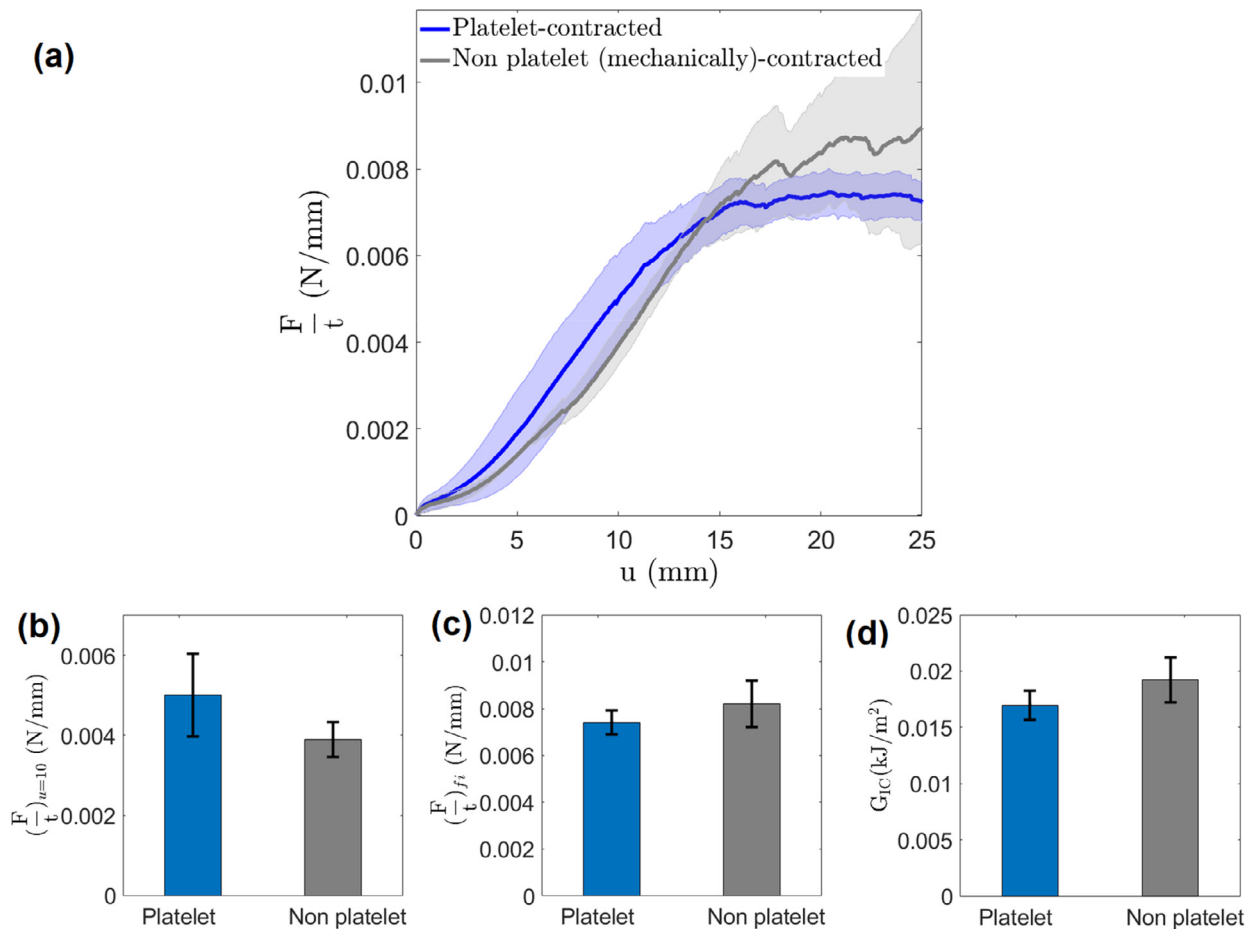 (a)
Platelet-contracted
Non platelet (mechanically)-contracted
0.01
0.008
0.006
0.004
0.002
0
F/t (N/mm)
0 5 10 15 20 25
u (mm)
(b)
0.006
0.004
0.002
0
(F/t)u=10 (N/mm)
Platelet Non platelet
(c)
0.012
0.01
0.008
0.006
0.004
0.002
0
(F/t)fi (N/mm)
Platelet Non platelet
(d)
0.025
0.02
0.015
0.01
0.005
0
GIC(kJ/m²)
Platelet Non platelet